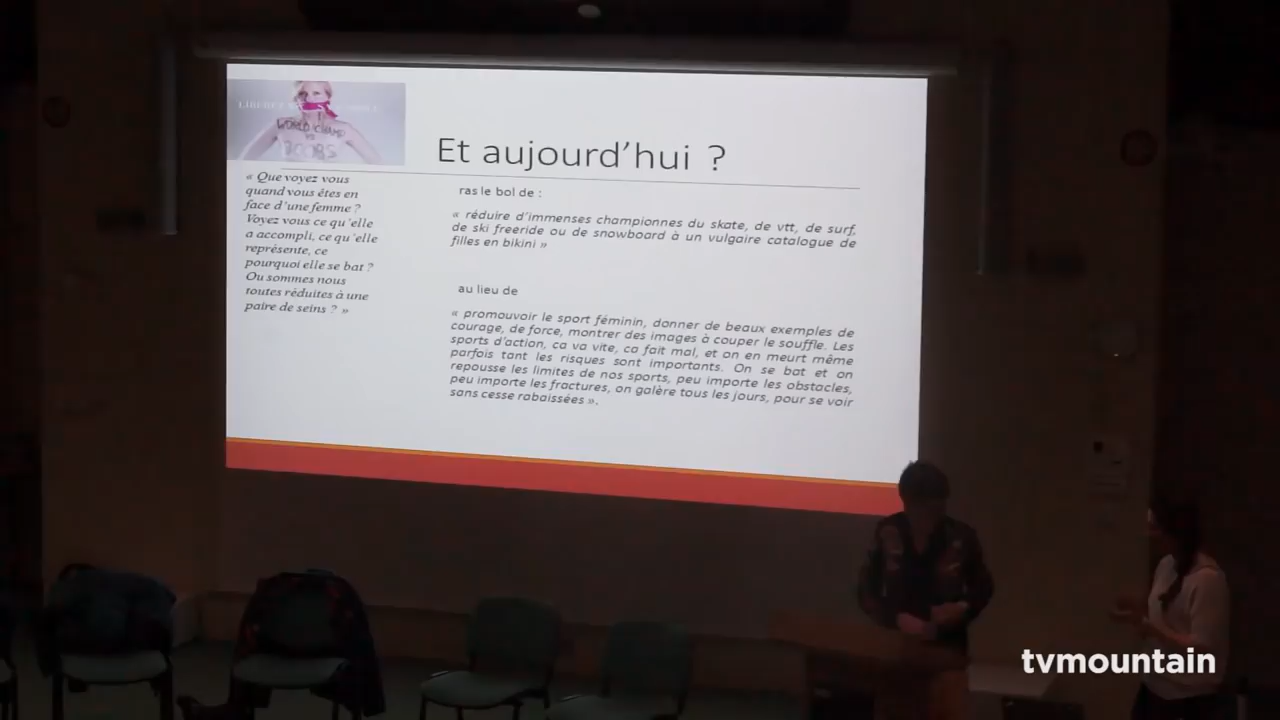 WORLD CHAMP
VS
BOOBS
Et aujourd'hui ?
« Que voyez vous
quand vous êtes en
face d'une femme ?
Voyez vous ce qu'elle
a accompli, ce qu'elle
représente, ce
pourquoi elle se bat ?
Ou sommes nous
toutes réduites à une
paire de seins ? »
ras le bol de :
« réduire d'immenses championnes du skate, de vtt, de surf,
de ski freeride ou de snowboard à un vulgaire catalogue de
filles en bikini »
au lieu de
« promouvoir le sport féminin, donner de beaux exemples de
courage, de force, montrer des images à couper le souffle. Les
sports d'action, ca va vite, ca fait mal, et on en meurt même
parfois tant les risques sont importants. On se bat et on
repousse les limites de nos sports, peu importe les obstacles,
peu importe les fractures, on galère tous les jours, pour se voir
sans cesse rabaissées ».
tvmountain